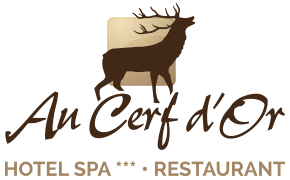 Au Cerf d'Or
HOTEL SPA *** • RESTAURANT